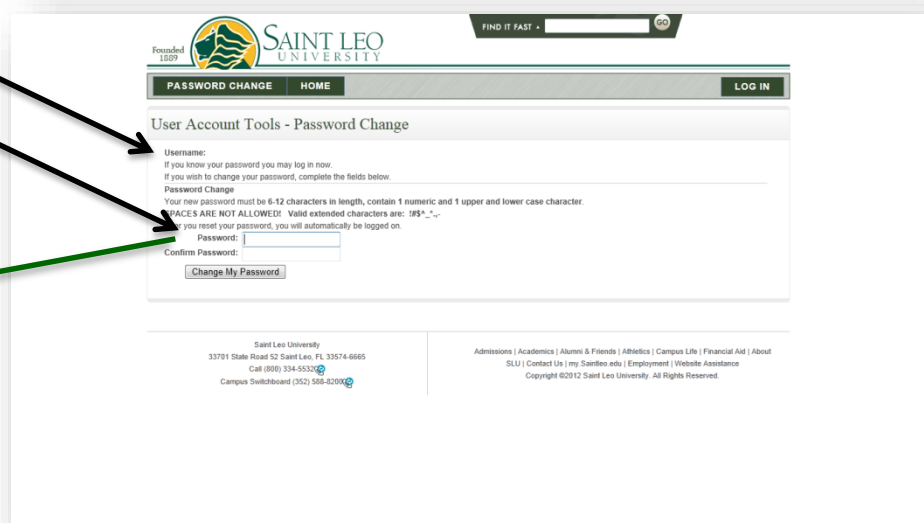 FIND IT FAST
GO
Founded
1889
SAINT LEO
UNIVERSITY
PASSWORD CHANGE HOME LOG IN
User Account Tools - Password Change
Username:
If you know your password you may log in now.
If you wish to change your password, complete the fields below.
Password Change
Your new password must be 6-12 characters in length, contain 1 numeric and 1 upper and lower case character.
SPACES ARE NOT ALLOWED! Valid extended characters are: !#$^_*.,-
you reset your password, you will automatically be logged on.
Password:
Confirm Password:
Change My Password
Saint Leo University
33701 State Road 52 Saint Leo, FL 33574-6665
Call (800) 334-5532
Campus Switchboard (352) 588-8200
Admissions | Academics | Alumni & Friends | Athletics | Campus Life | Financial Aid | About
SLU | Contact Us | my.Saintleo.edu | Employment | Website Assistance
Copyright ©2012 Saint Leo University. All Rights Reserved.